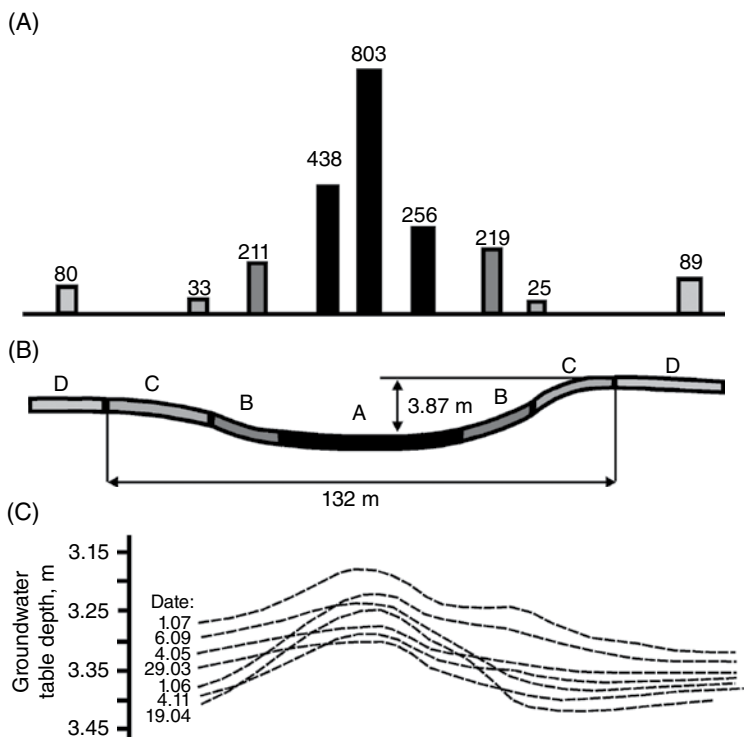 (A)
803
438
256
211
219
80
33
25
89
(B)
D
C
B
A
B
C
D
3.87 m
132 m
(C)
Groundwater
table depth, m
3.15
3.25
3.35
3.45
Date:
1.07
6.09
4.05
29.03
1.06
4.11
19.04